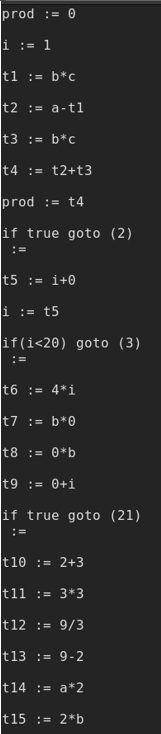 prod := 0
i := 1
t1 := b*c
t2 := a-t1
t3 := b*c
t4 := t2+t3
prod := t4
if true goto (2)
 :=
t5 := i+0
i := t5
if(i<20) goto (3)
 :=
t6 := 4*i
t7 := b*0
t8 := 0*b
t9 := 0+i
if true goto (21)
 :=
t10 := 2+3
t11 := 3*3
t12 := 9/3
t13 := 9-2
t14 := a*2
t15 := 2*b